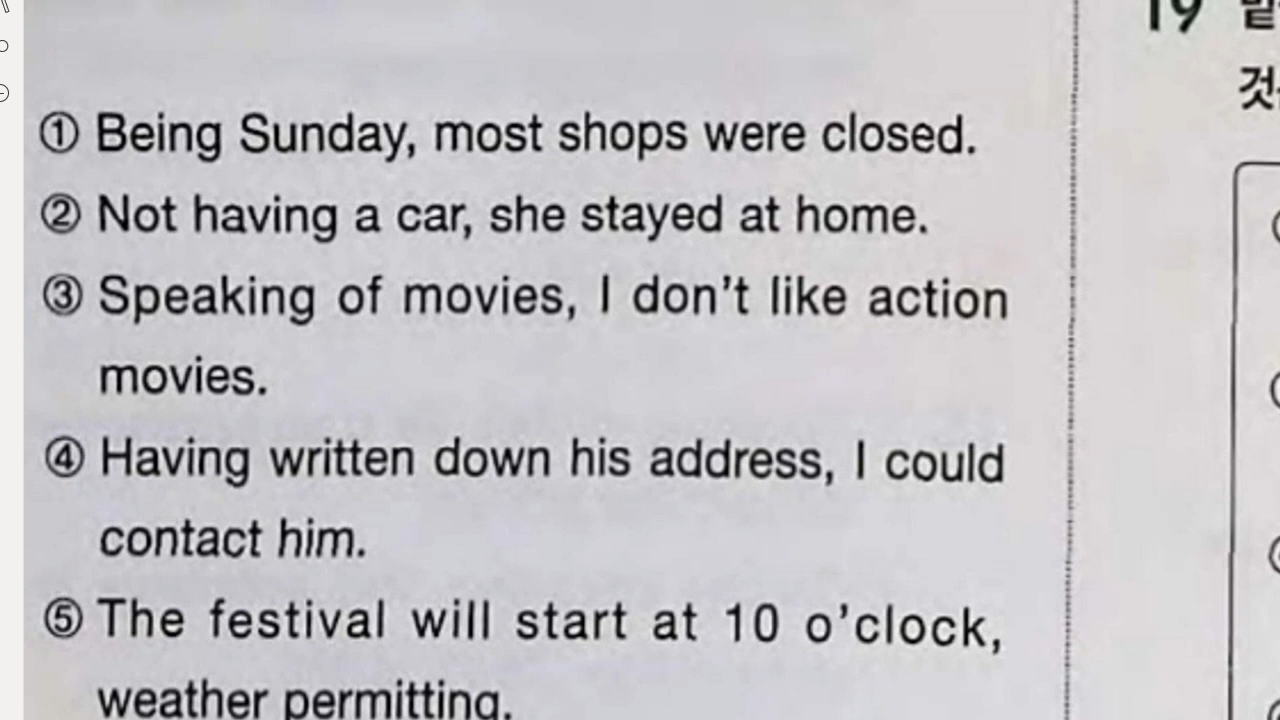 ① Being Sunday, most shops were closed.
② Not having a car, she stayed at home.
③ Speaking of movies, I don't like action
movies.
④ Having written down his address, I could
contact him.
⑤ The festival will start at 10 o'clock,
weather permitting.
19
것